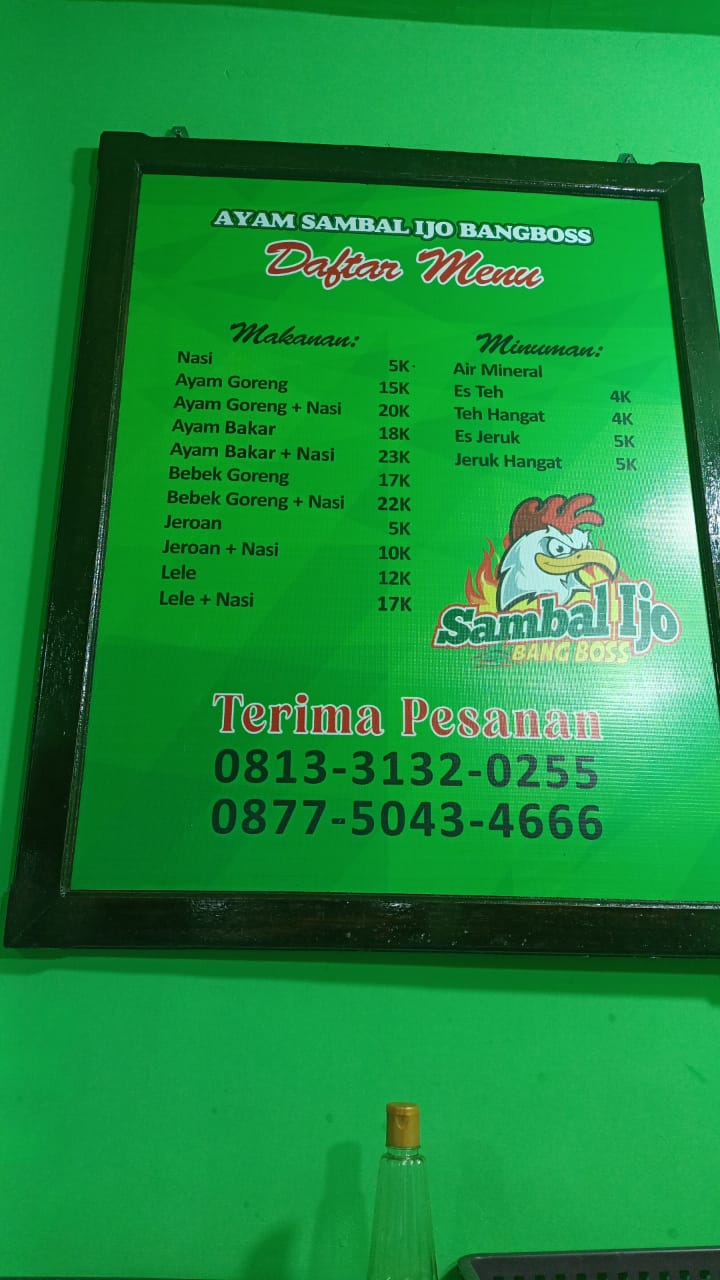 AYAM SAMBAL IJO BANGBOSS
Daftar Menu
Makanan:
Nasi 5K
Ayam Goreng 15K
Ayam Goreng + Nasi 20K
Ayam Bakar 18K
Ayam Bakar + Nasi 23K
Bebek Goreng 17K
Bebek Goreng + Nasi 22K
Jeroan 5K
Jeroan + Nasi 10K
Lele 12K
Lele + Nasi 17K
Minuman:
Air Mineral
Es Teh 4K
Teh Hangat 4K
Es Jeruk 5K
Jeruk Hangat 5K
Sambal Ijo
BANG BOSS
Terima Pesanan
0813-3132-0255
0877-5043-4666